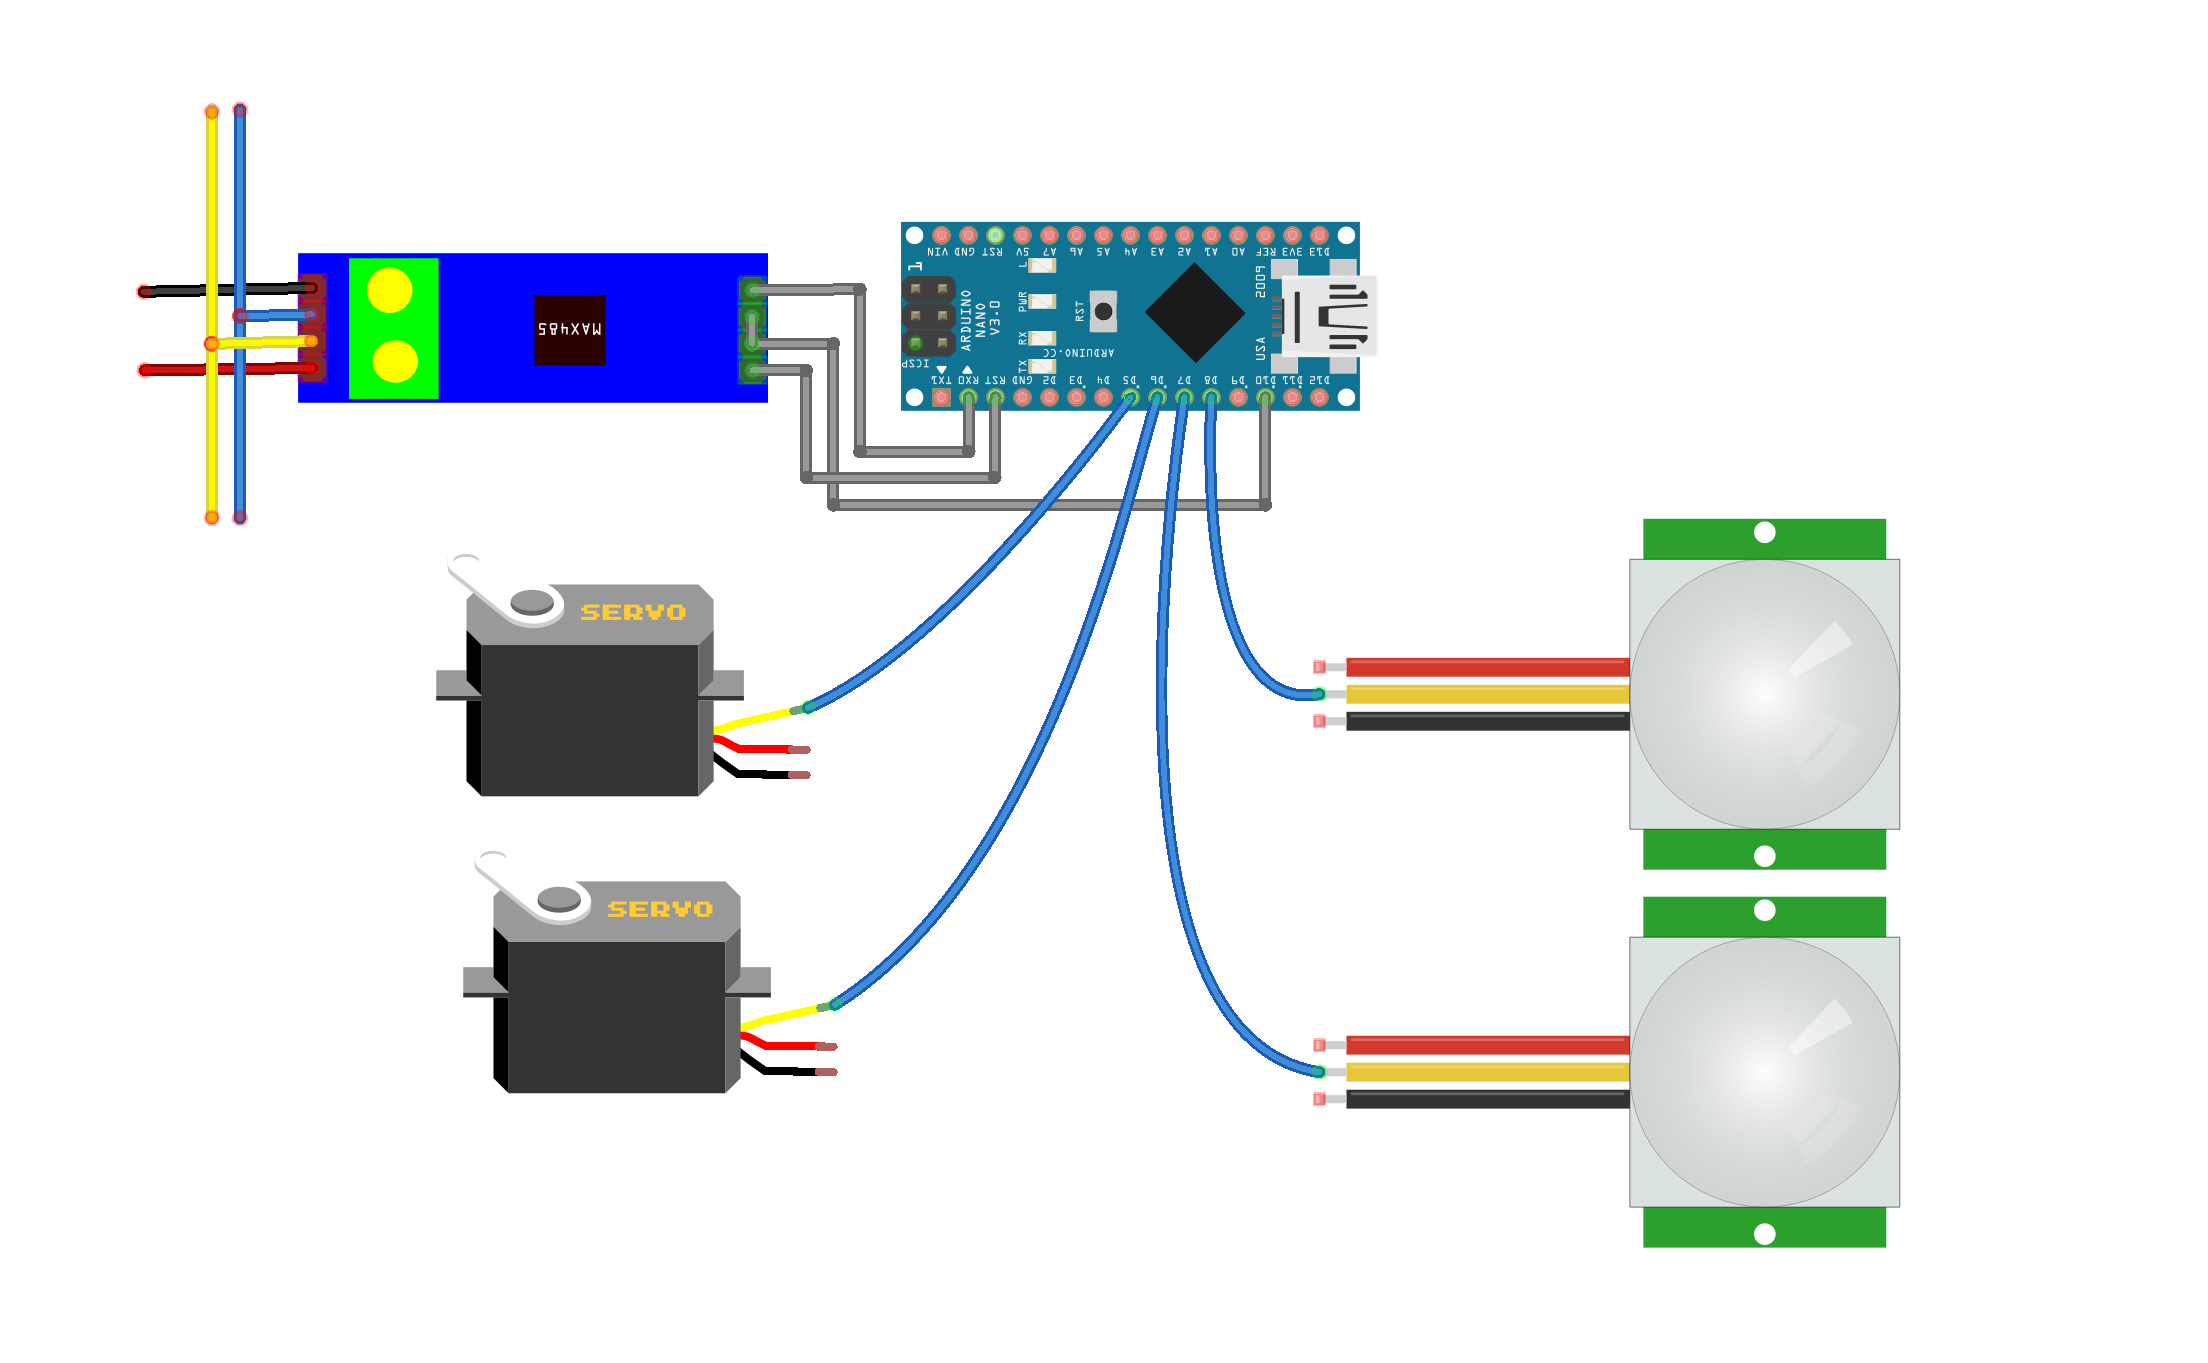 VIN GND RST 5V A7 A6 A5 A4 A3 A2 A1 A0 REF 3V3 D13
1
L
PWR
RX
TX
RST
ARDUINO
NANO
V3.0
ARDUINO.CC
2009
USA
ICSP
TX1 RX0 RST GND D2 D3 D4 D5 D6 D7 D8 D9 D10 D11 D12
MAX485
SERVO
SERVO